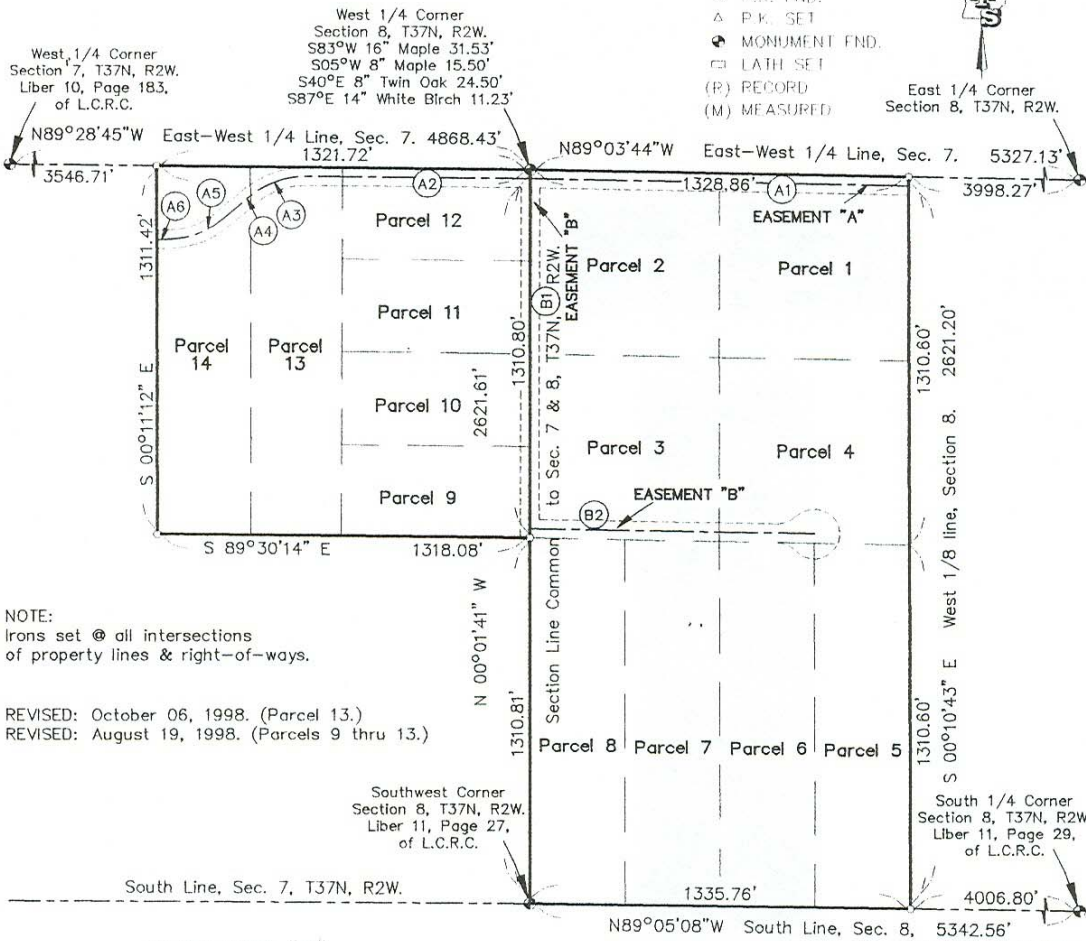 △ P.K. SET
MONUMENT FND.
LATH SET
(R) RECORD
(M) MEASURED
S
West 1/4 Corner
Section 7, T37N, R2W.
Liber 10, Page 183,
of L.C.R.C.
West 1/4 Corner
Section 8, T37N, R2W.
S83°W 16" Maple 31.53'
S05°W 8" Maple 15.50'
S40°E 8" Twin Oak 24.50'
S87°E 14" White Birch 11.23'
East 1/4 Corner
Section 8, T37N, R2W.
N89°28'45"W East-West 1/4 Line, Sec. 7. 4868.43'
N89°03'44"W East-West 1/4 Line, Sec. 7. 5327.13'
3546.71'
1321.72'
1328.86'
3998.27'
A6
A5
A4
A3
A2
A1
EASEMENT "A"
EASEMENT "B"
B1
Parcel 12
Parcel 2
Parcel 1
1311.42'
S 00°11'12" E
Parcel 11
Parcel
14
Parcel
13
1310.80'
2621.61'
Section Line Common to Sec. 7 & 8, T37N, R2W.
1310.60'
2621.20'
Parcel 10
Parcel 3
Parcel 4
Parcel 9
B2
EASEMENT "B"
S 89°30'14" E 1318.08'
West 1/8 line, Section 8.
S 00°10'43" E
NOTE:
Irons set @ all intersections
of property lines & right-of-ways.
N 00°01'41" W
1310.81'
REVISED: October 06, 1998. (Parcel 13.)
REVISED: August 19, 1998. (Parcels 9 thru 13.)
Parcel 8
Parcel 7
Parcel 6
Parcel 5
1310.60'
Southwest Corner
Section 8, T37N, R2W.
Liber 11, Page 27,
of L.C.R.C.
South 1/4 Corner
Section 8, T37N, R2W
Liber 11, Page 29,
of L.C.R.C.
South Line, Sec. 7, T37N, R2W.
1335.76'
4006.80'
N89°05'08"W South Line, Sec. 8, 5342.56'